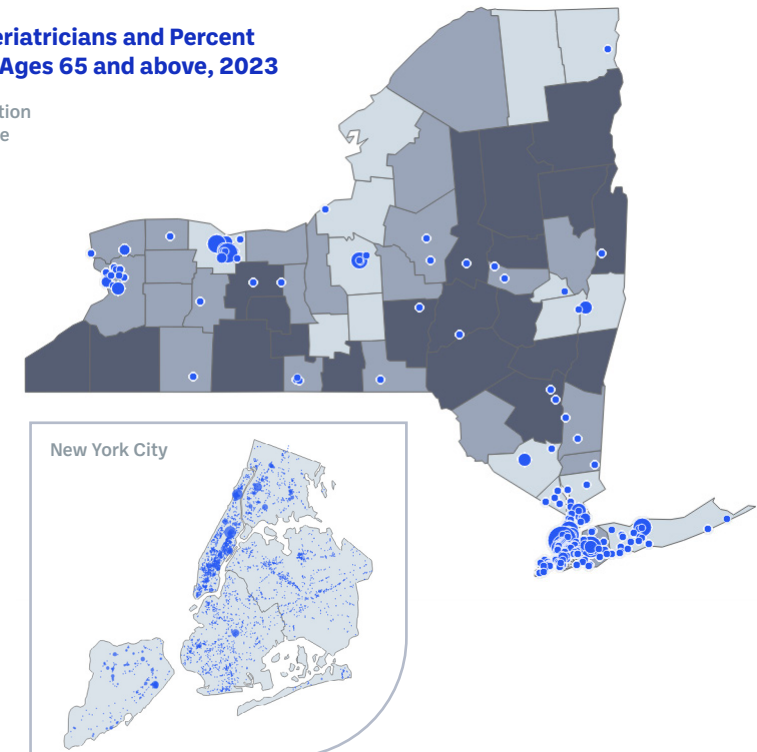 eriatricians and Percent
Ages 65 and above, 2023
tion
e
New York City